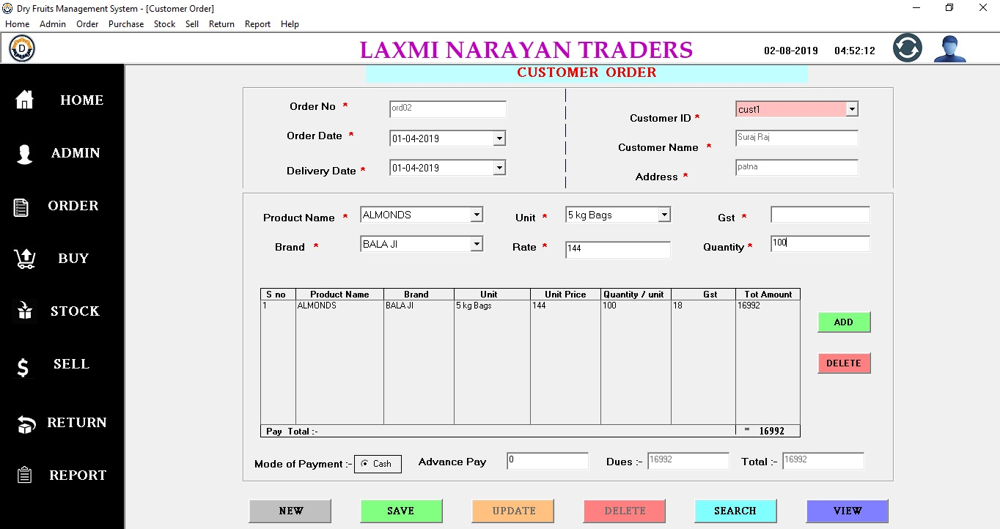 Dry Fruits Management System - [Customer Order]
Home Admin Order Purchase Stock Sell Return Report Help
D
LAXMI NARAYAN TRADERS
02-08-2019 04:52:12
CUSTOMER ORDER
HOME
ADMIN
ORDER
BUY
STOCK
SELL
RETURN
REPORT
Order No * ord02
Order Date * 01-04-2019
Delivery Date * 01-04-2019
Customer ID * cust1
Customer Name * Suraj Raj
Address * patna
Product Name * ALMONDS Unit * 5 kg Bags Gst *
Brand * BALA JI Rate * 144 Quantity * 100
S no Product Name Brand Unit Unit Price Quantity / unit Gst Tot Amount
1 ALMONDS BALA JI 5 kg Bags 144 100 18 16992
ADD
DELETE
Pay Total :- = 16992
Mode of Payment :- Cash Advance Pay 0 Dues :- 16992 Total :- 16992
NEW SAVE UPDATE DELETE SEARCH VIEW